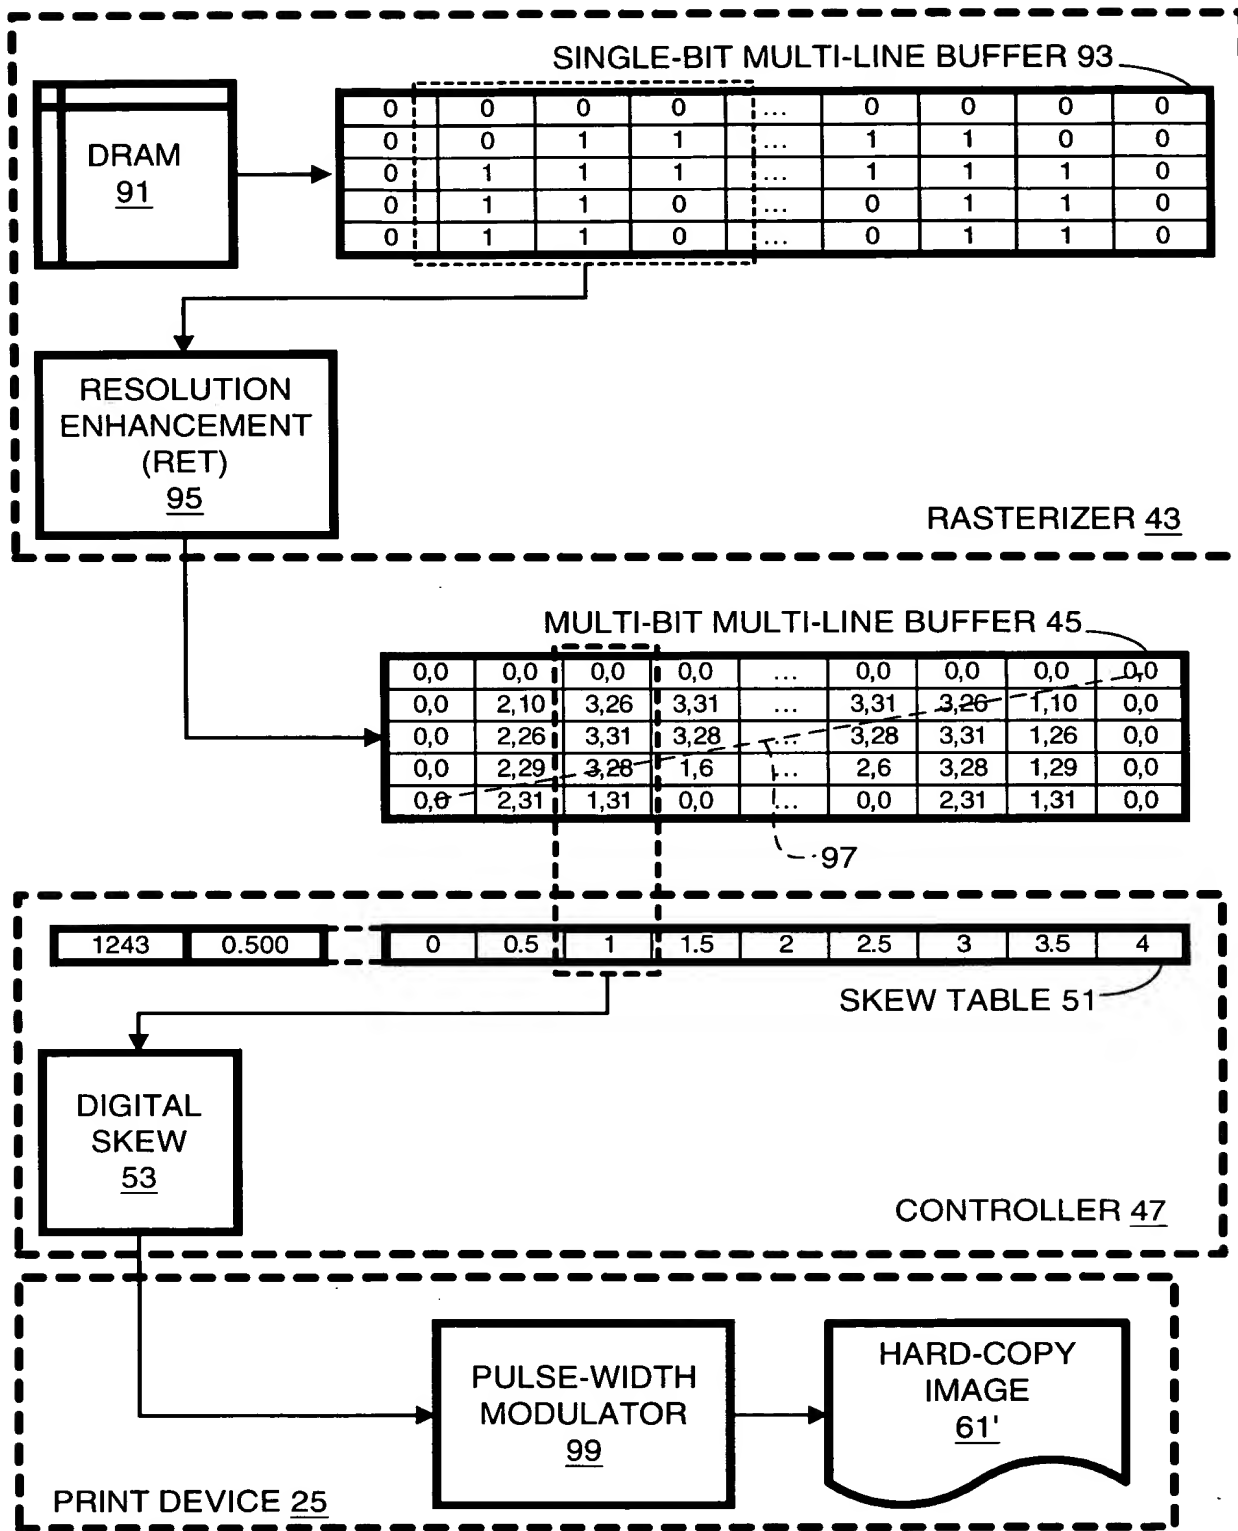 SINGLE-BIT MULTI-LINE BUFFER 93
DRAM
91
0 0 0 0 ... 0 0 0 0
0 0 1 1 ... 1 1 0 0
0 1 1 1 ... 1 1 1 0
0 1 1 0 ... 0 1 1 0
0 1 1 0 ... 0 1 1 0
RESOLUTION
ENHANCEMENT
(RET)
95
RASTERIZER 43
MULTI-BIT MULTI-LINE BUFFER 45
0,0 0,0 0,0 0,0 ... 0,0 0,0 0,0 0,0
0,0 2,10 3,26 3,31 ... 3,31 3,26 1,10 0,0
0,0 2,26 3,31 3,28 ... 3,28 3,31 1,26 0,0
0,0 2,29 3,28 1,6 ... 2,6 3,28 1,29 0,0
0,0 2,31 1,31 0,0 ... 0,0 2,31 1,31 0,0
97
1243 0.500 0 0.5 1 1.5 2 2.5 3 3.5 4
SKEW TABLE 51
DIGITAL
SKEW
53
CONTROLLER 47
PULSE-WIDTH
MODULATOR
99
HARD-COPY
IMAGE
61'
PRINT DEVICE 25